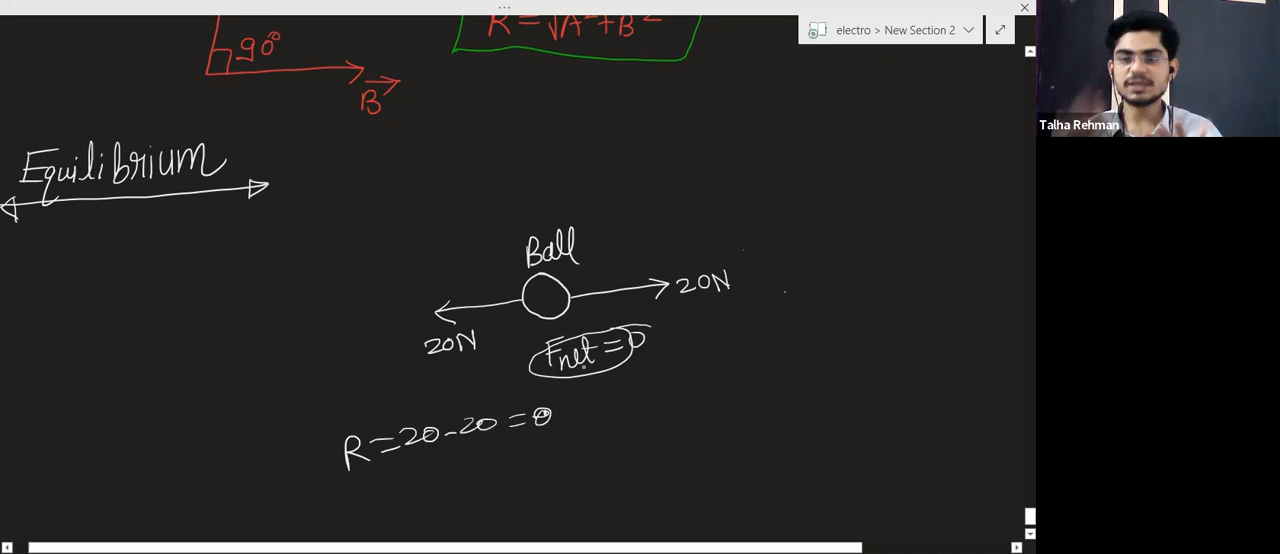 R = √A² + B²
electro > New Section 2
90°
B
Talha Rehman
Equilibrium
Ball
20N
20N
Fnet = 0
R = 20 - 20 = 0